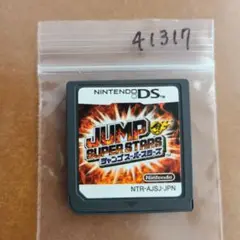 41317
NINTENDO DS
JUMP
SUPER STARS
ジャンプスーパースターズ
Nintendo
NTR-AJSJ-JPN